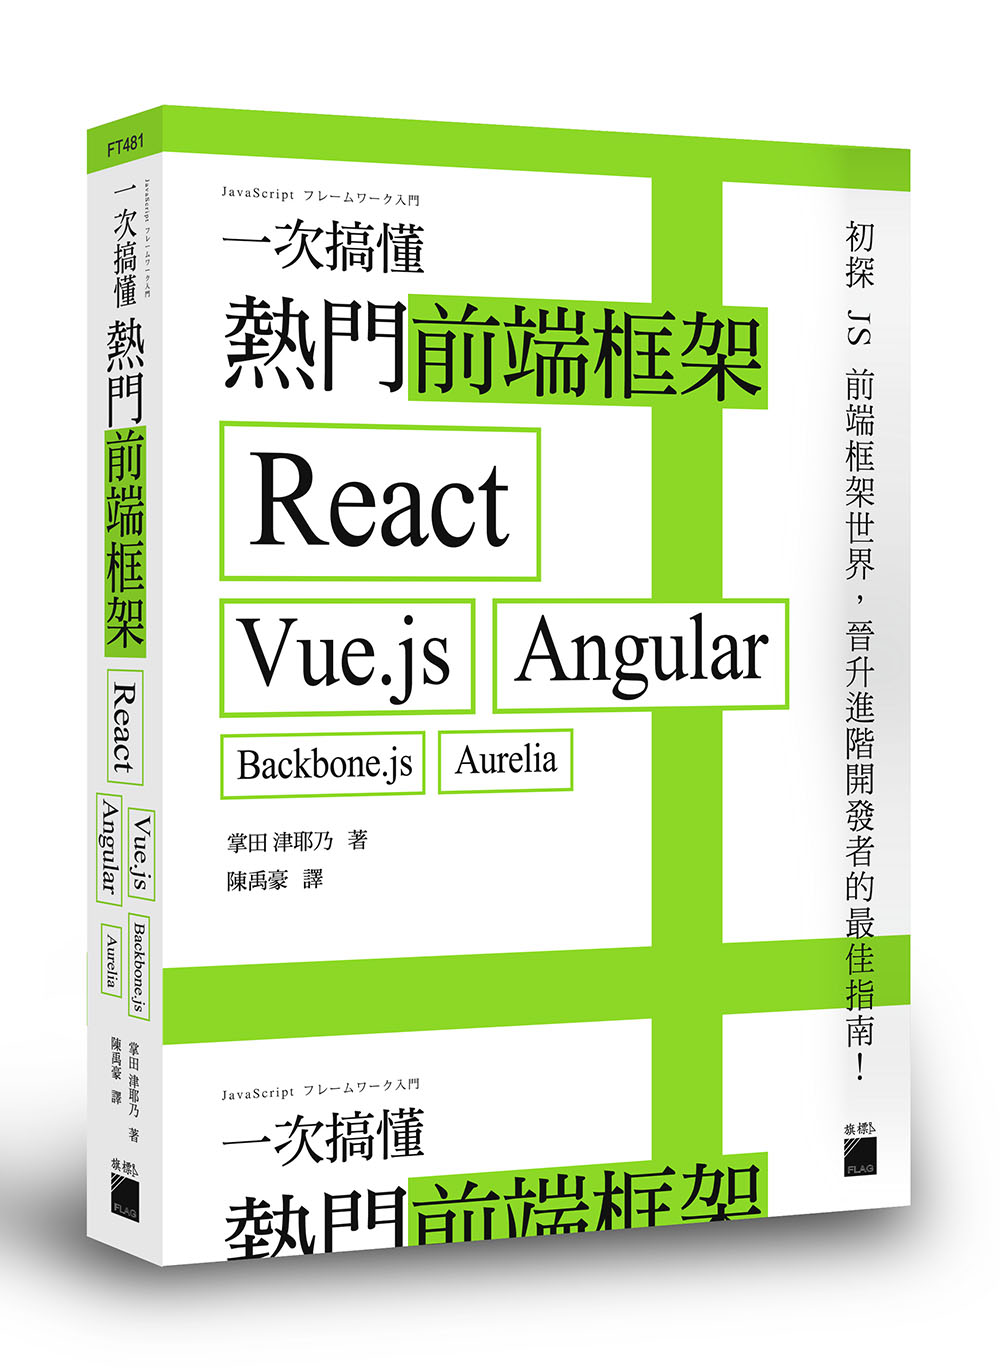 FT481
JavaScript フレームワーク入門
一次搞懂
熱門前端框架
React
Vue.js
Angular
Backbone.js
Aurelia
掌田 津耶乃 著
陳禹豪 譯
旗標
FLAG
JavaScript フレームワーク入門
一次搞懂
熱門前端框架
React
Vue.js Angular
Backbone.js Aurelia
掌田 津耶乃 著
陳禹豪 譯
JavaScript フレームワーク入門
一次搞懂
熱門前端框架
初探 JS 前端框架世界，晉升進階開發者的最佳指南！
旗標
FLAG